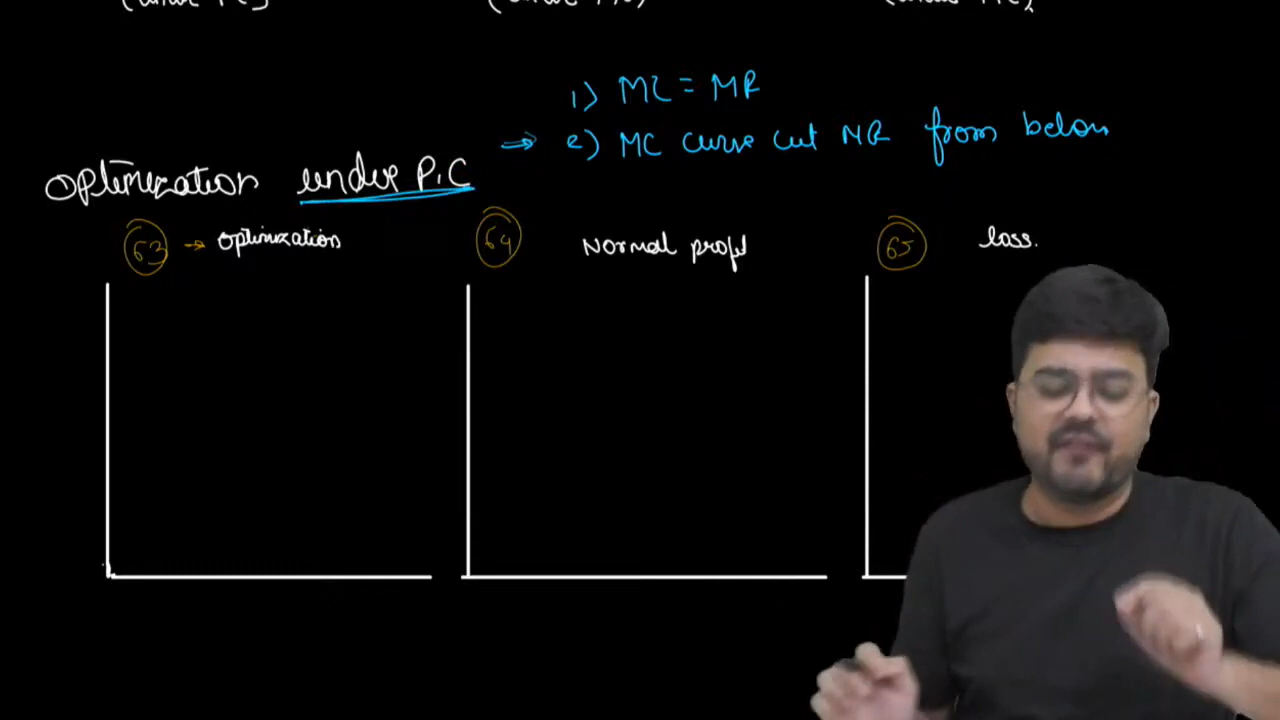 1) MC = MR
→ 2) MC curve cut MR from below
Optimization under P.C
63 → optimization
64 Normal profit
65 loss.